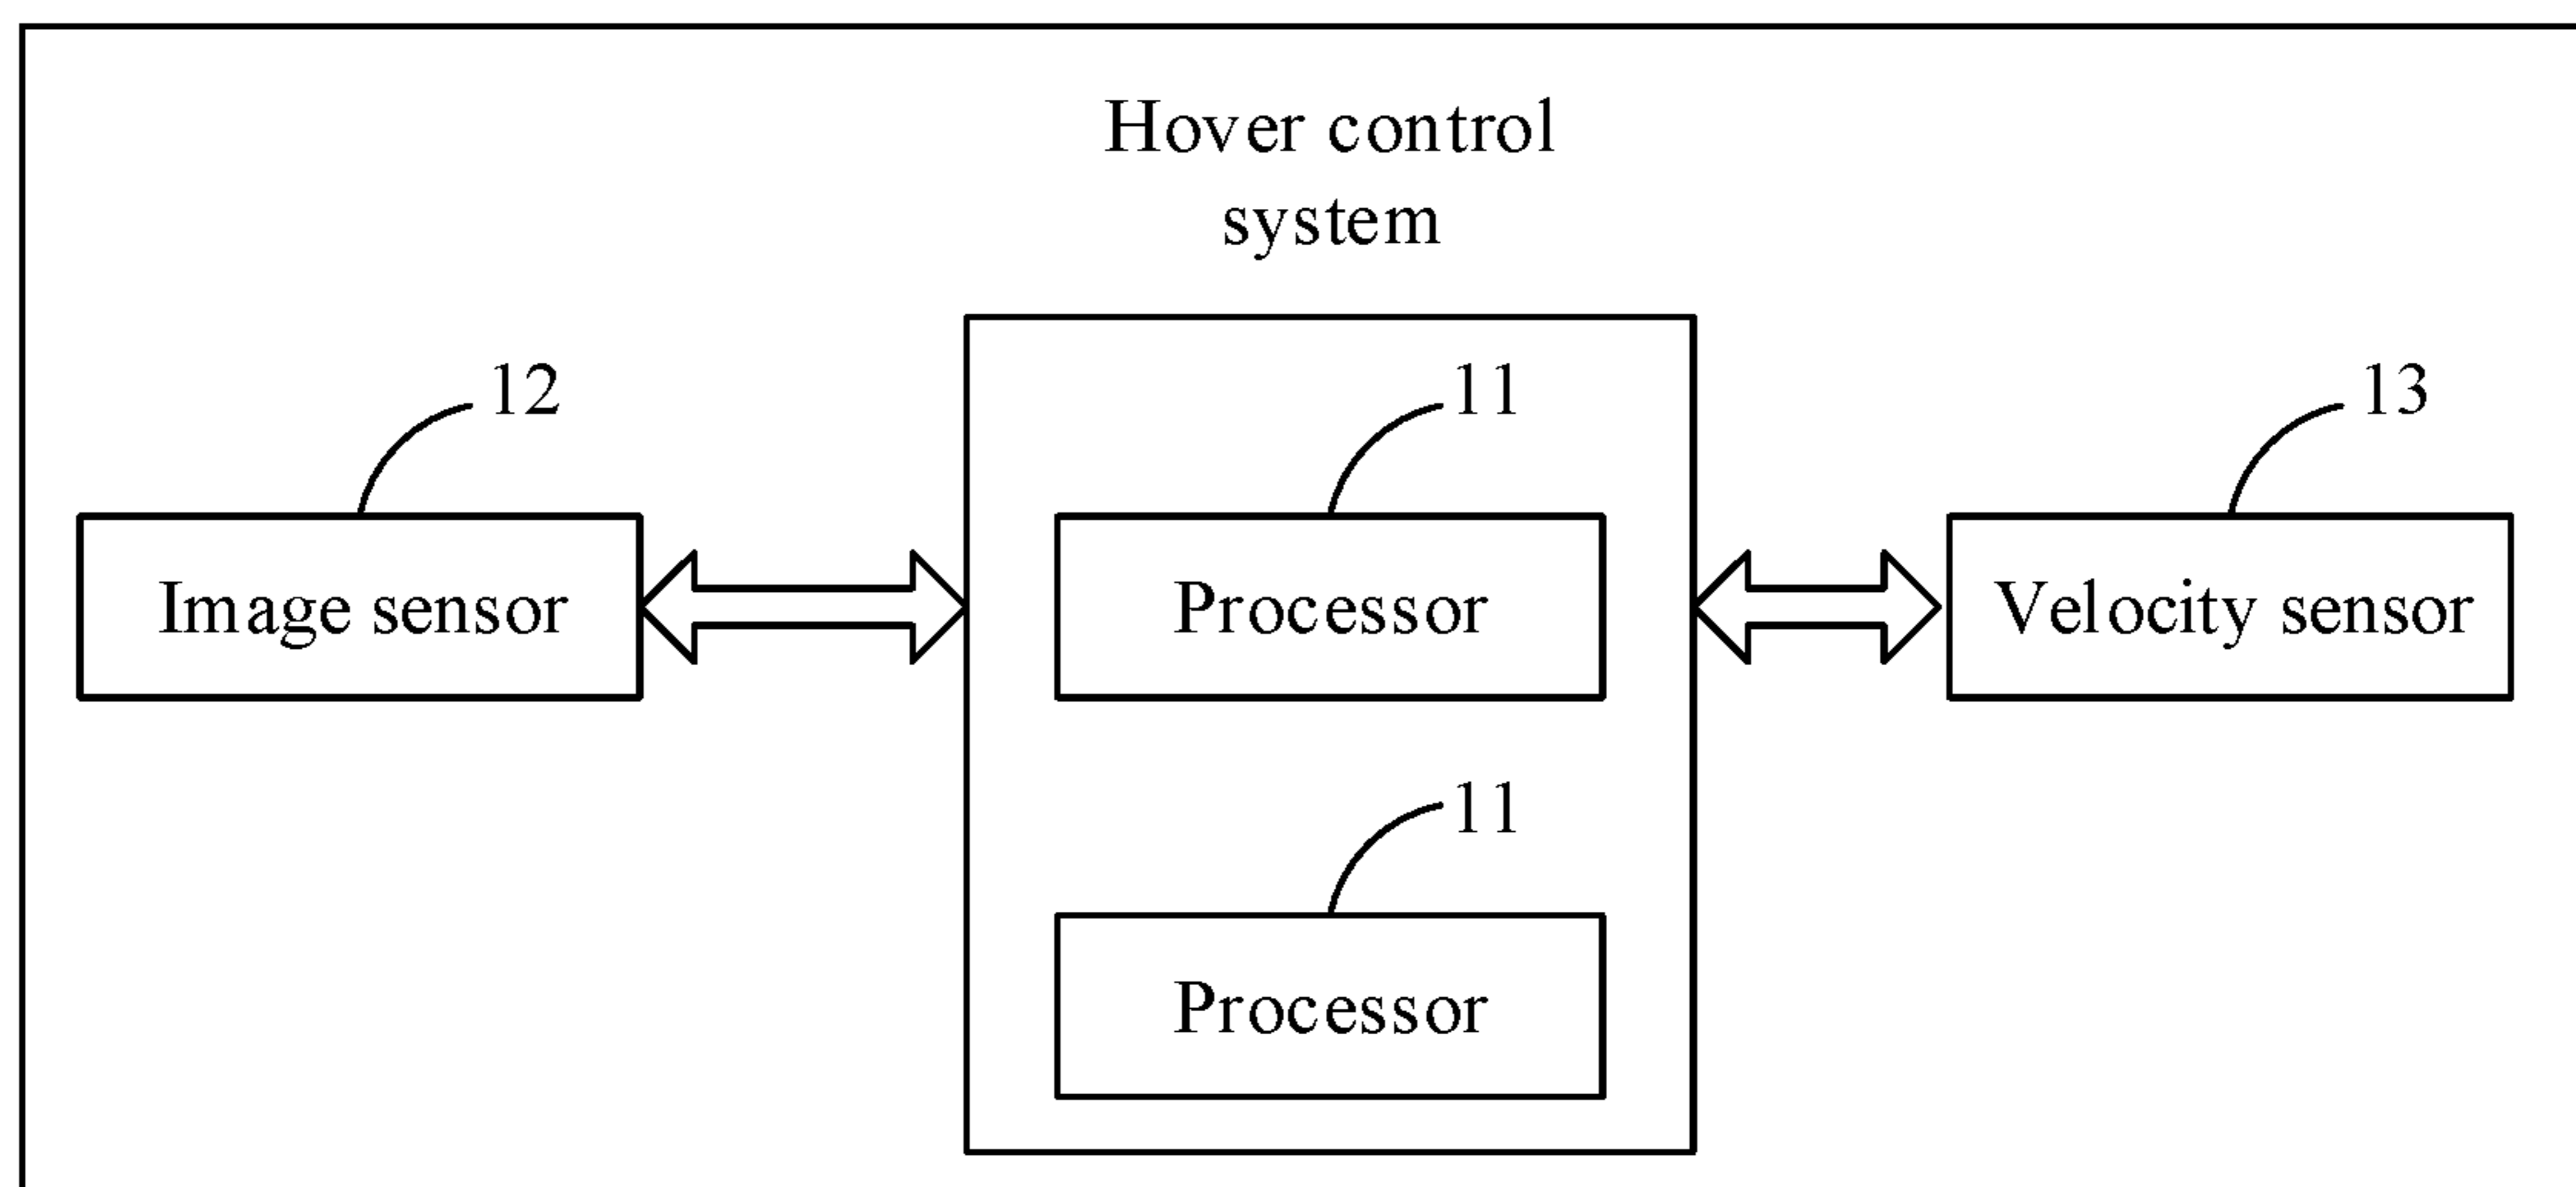 Hover control
system
12
11
13
Image sensor
Processor
Velocity sensor
11
Processor